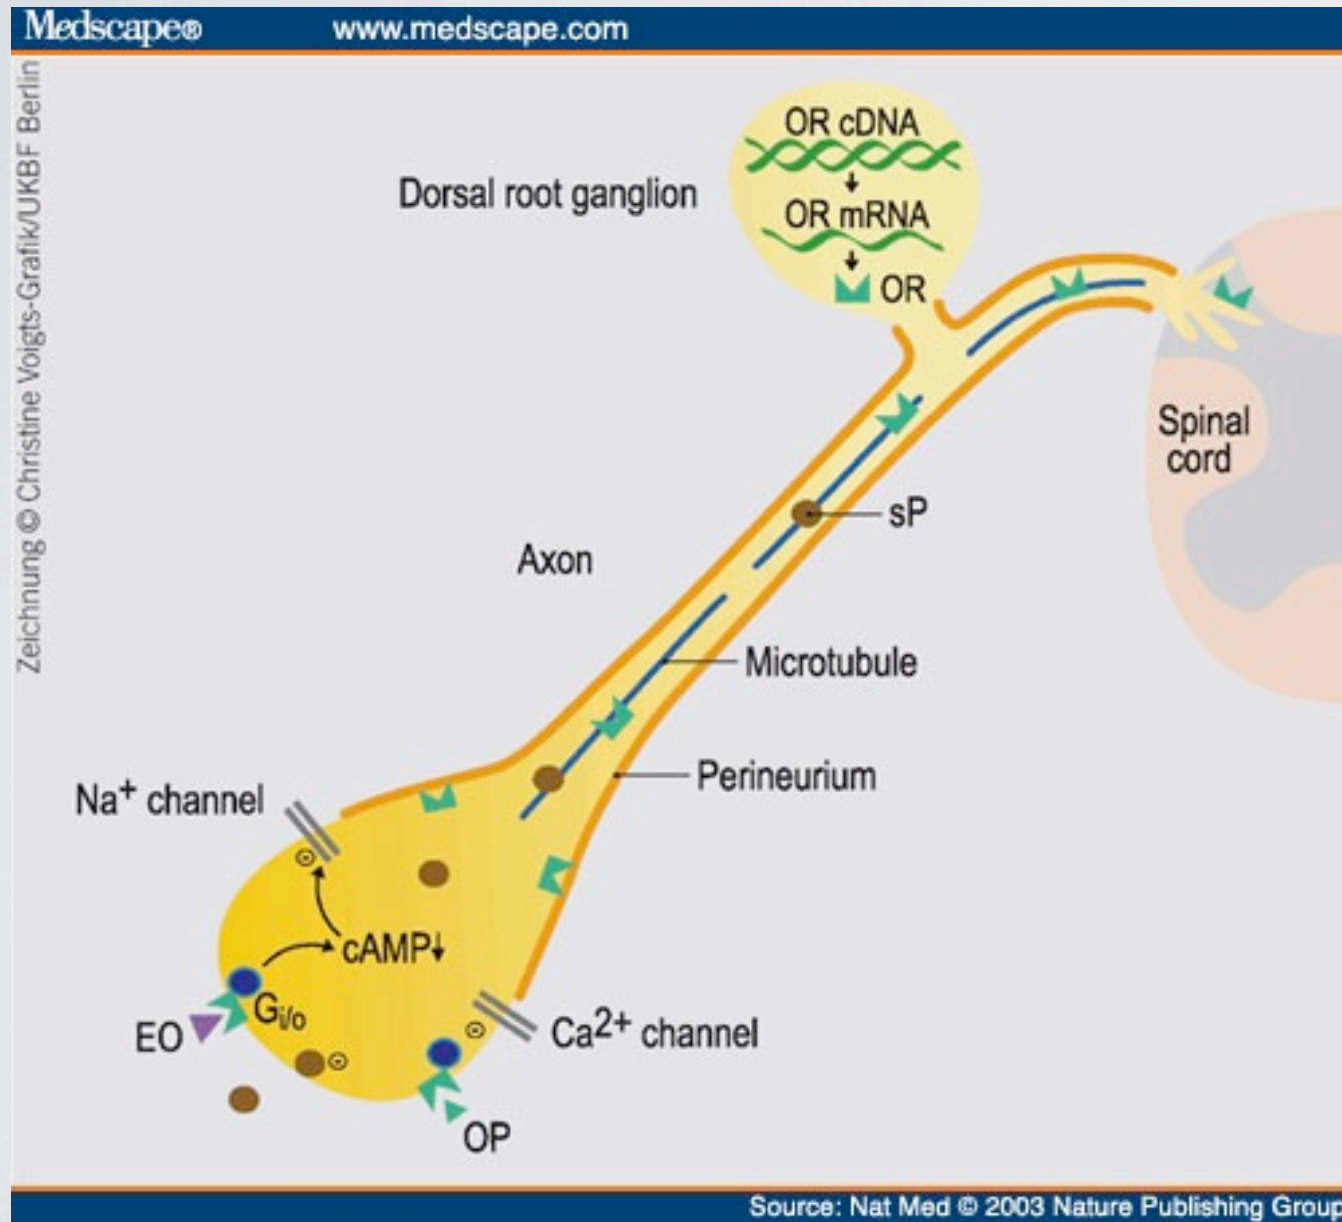 Medscape® www.medscape.com
Zeichnung © Christine Voigts-Grafik/UKBF Berlin
OR cDNA
Dorsal root ganglion
OR mRNA
OR
Spinal
cord
sP
Axon
Microtubule
Perineurium
Na+ channel
cAMP↓
Gi/o
EO
Ca2+ channel
OP
Source: Nat Med © 2003 Nature Publishing Group